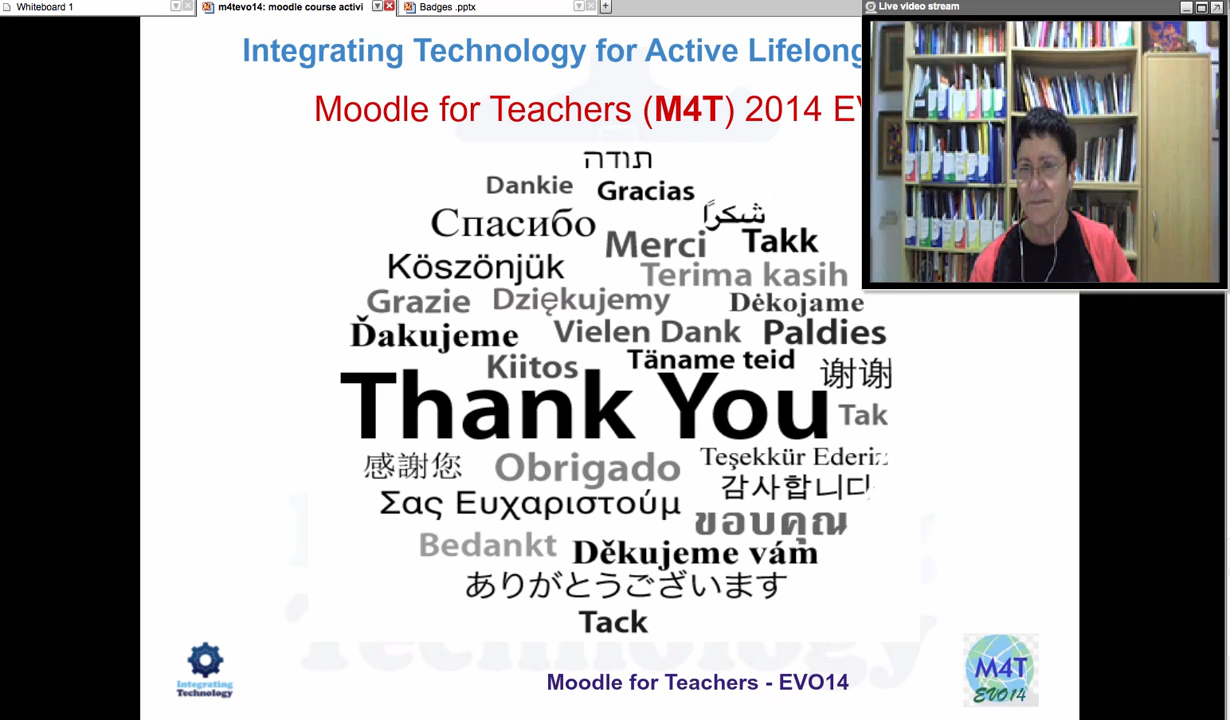 Whiteboard 1
m4tevo14: moodle course activi
Badges .pptx
Live video stream
Integrating Technology for Active Lifelong
Moodle for Teachers (M4T) 2014 EV
תודה
Dankie Gracias
Спасибо شكراً
Merci Takk
Köszönjük Terima kasih
Grazie Dziękujemy Dėkojame
Ďakujeme Vielen Dank Paldies
Kiitos Täname teid 谢谢
Thank You Tak
感謝您 Obrigado Teşekkür Ederiz
Σας Ευχαριστούμ 감사합니다
ขอบคุณ
Bedankt Děkujeme vám
ありがとうございます
Tack
Integrating
Technology
Moodle for Teachers - EVO14
M4T
EVO14